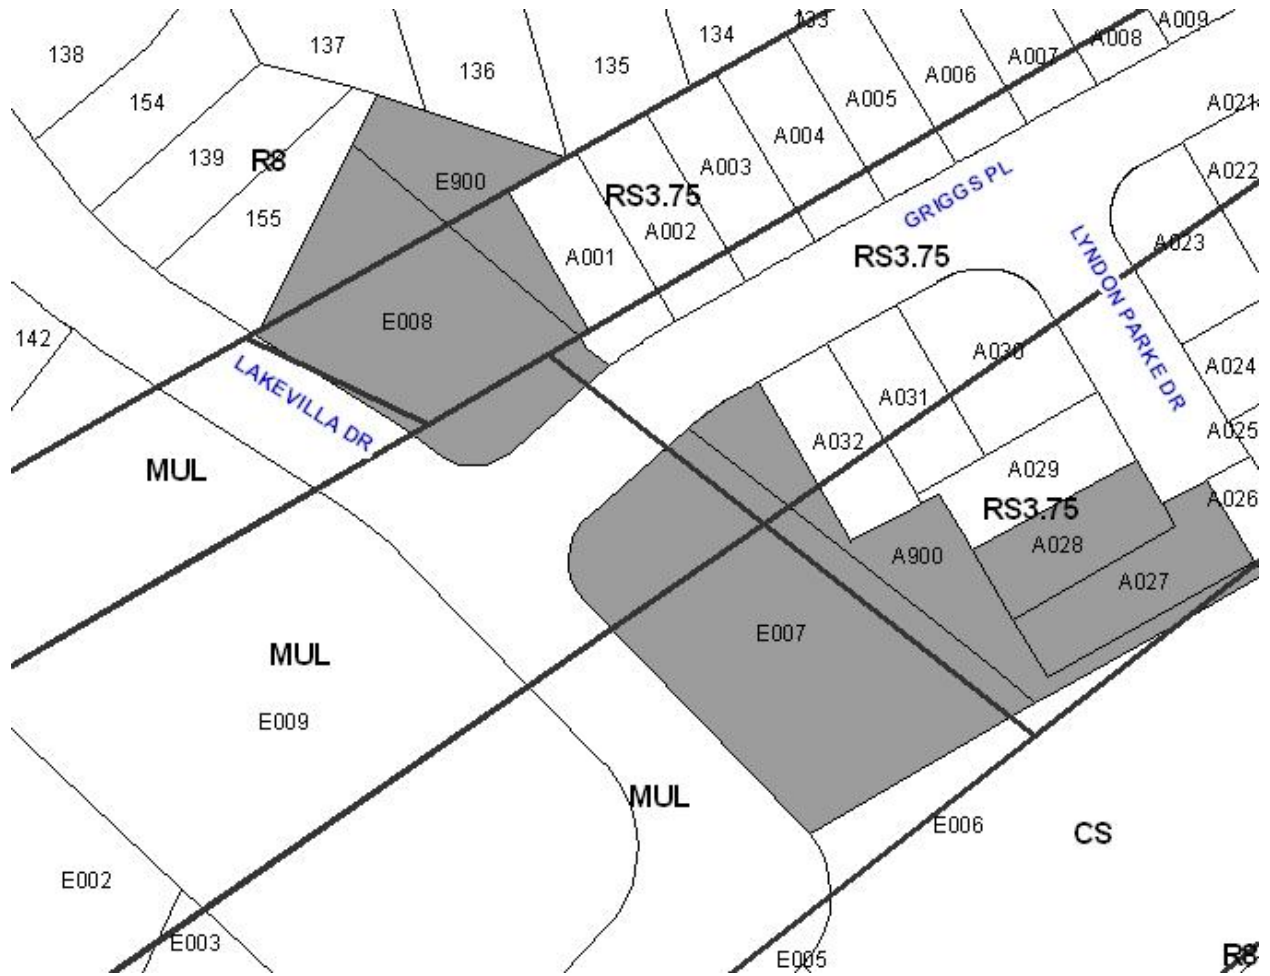 133
A009
138
137
134
A008
136
135
A007
A006
154
A005
A021
139
R8
A004
E900
RS3.75
A003
A022
155
A002
GRIGGS PL
A001
RS3.75
A023
LYNDON PARKE DR
E008
142
A030
A024
LAKEVILLA DR
A031
A032
A025
MUL
A029
A026
RS3.75
A028
A900
A027
E007
MUL
E009
MUL
E006
CS
E002
E003
E005
R8